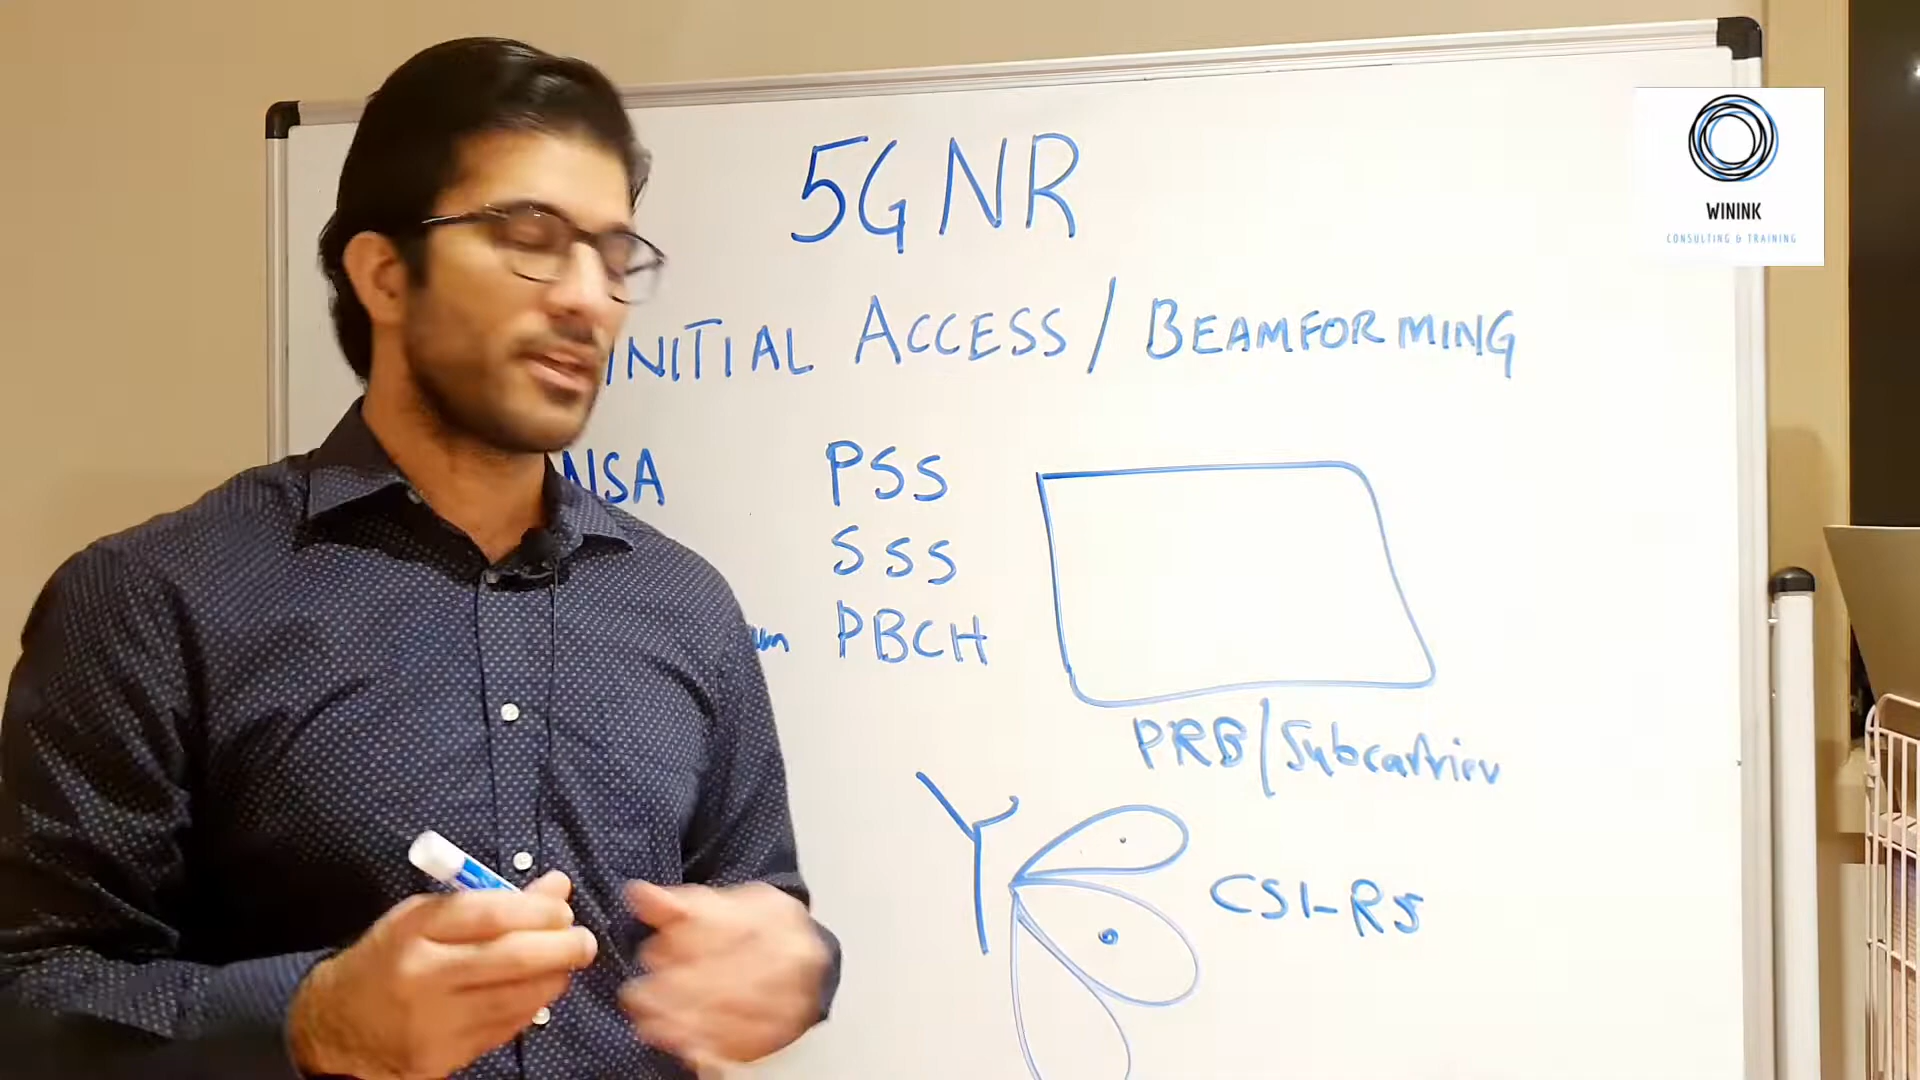 5G NR
INITIAL ACCESS / BEAMFORMING
NSA
PSS
SSS
PBCH
PRB/Subcarrier
CSI-RS
WININK
CONSULTING & TRAINING